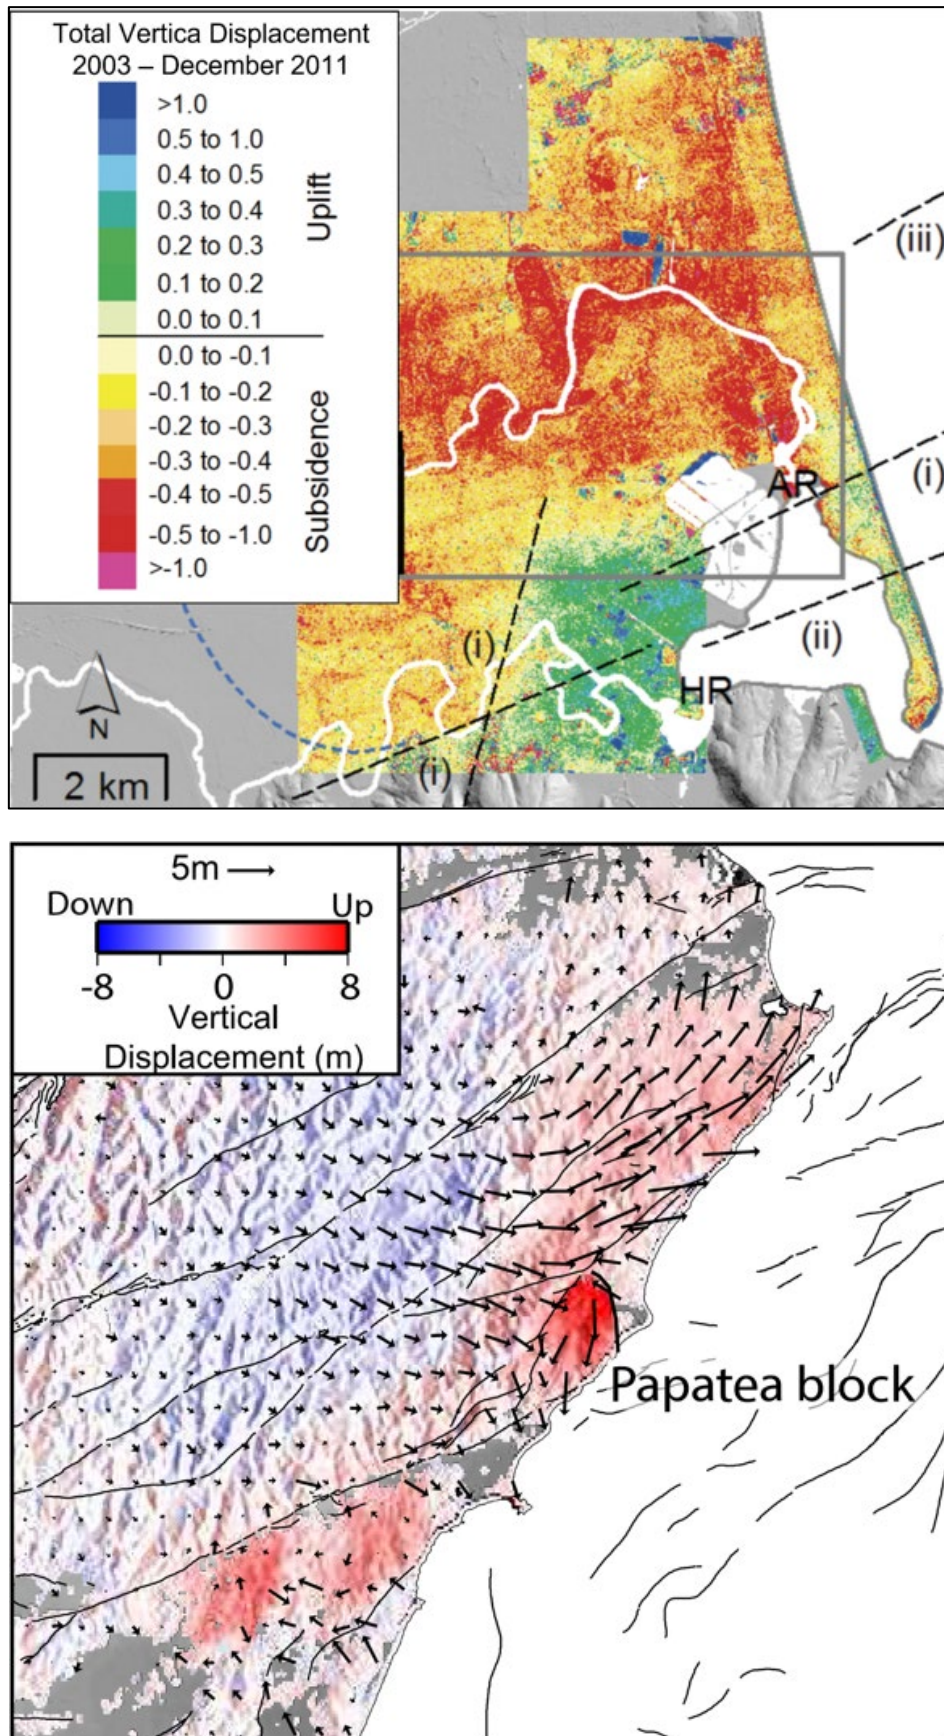 Total Vertica Displacement
2003 – December 2011
>1.0
0.5 to 1.0
0.4 to 0.5
0.3 to 0.4
0.2 to 0.3
0.1 to 0.2
0.0 to 0.1
Uplift
0.0 to -0.1
-0.1 to -0.2
-0.2 to -0.3
-0.3 to -0.4
-0.4 to -0.5
-0.5 to -1.0
>-1.0
Subsidence
(iii)
(i)
AR
(ii)
(i)
HR
(i)
N
2 km
5m
Down Up
-8 0 8
Vertical
Displacement (m)
Papatea block